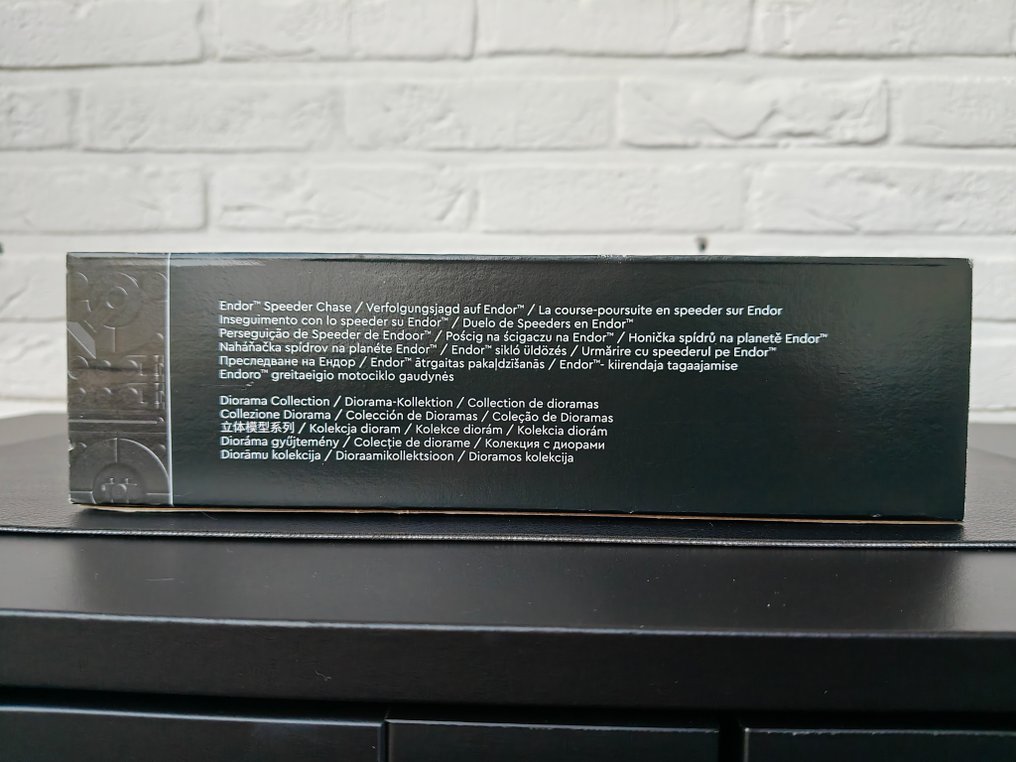 Endor™ Speeder Chase / Verfolgungsjagd auf Endor™ / La course-poursuite en speeder sur Endor
Inseguimento con lo speeder su Endor™ / Duelo de Speeders en Endor™
Perseguição de Speeder de Endoor™ / Pościg na ścigaczu na Endor™ / Honička spídrů na planetě Endor™
Naháňačka spídrov na planéte Endor™ / Endor™ sikló üldözés / Urmărire cu speederul pe Endor™
Преследване на Ендор / Endor™ ātrgaitas pakaļdzīšanās / Endor™- kiirendaja tagaajamise
Endoro™ greitaeigio motociklo gaudynės
Diorama Collection / Diorama-Kollektion / Collection de dioramas
Collezione Diorama / Colección de Dioramas / Coleção de Dioramas
立体模型系列 / Kolekcja dioram / Kolekce diorám / Kolekcia diorám
Dioráma gyűjtemény / Colecție de diorame / Колекция с диорами
Diorāmu kolekcija / Dioraamikollektsioon / Dioramos kolekcija